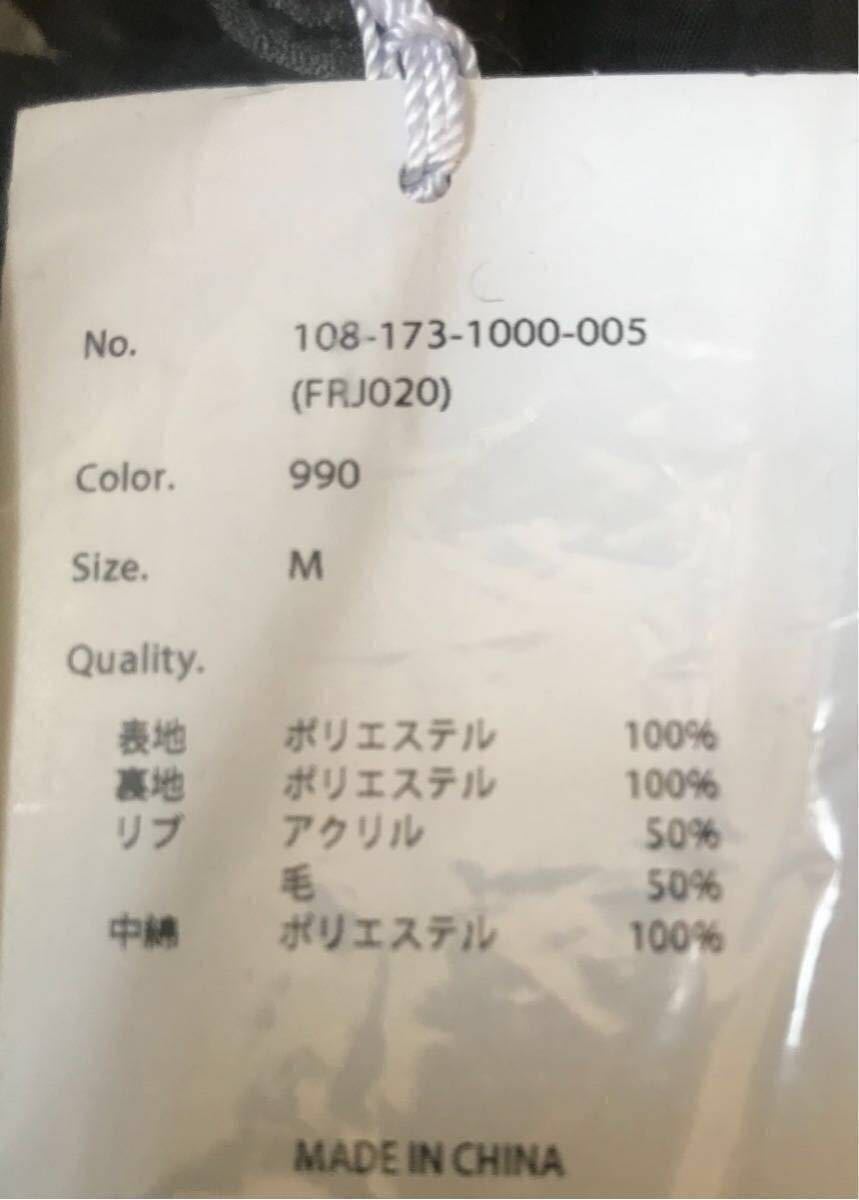 No. 108-173-1000-005
(FRJ020)
Color. 990
Size. M
Quality.
表地 ポリエステル 100%
裏地 ポリエステル 100%
リブ アクリル 50%
毛 50%
中綿 ポリエステル 100%
MADE IN CHINA